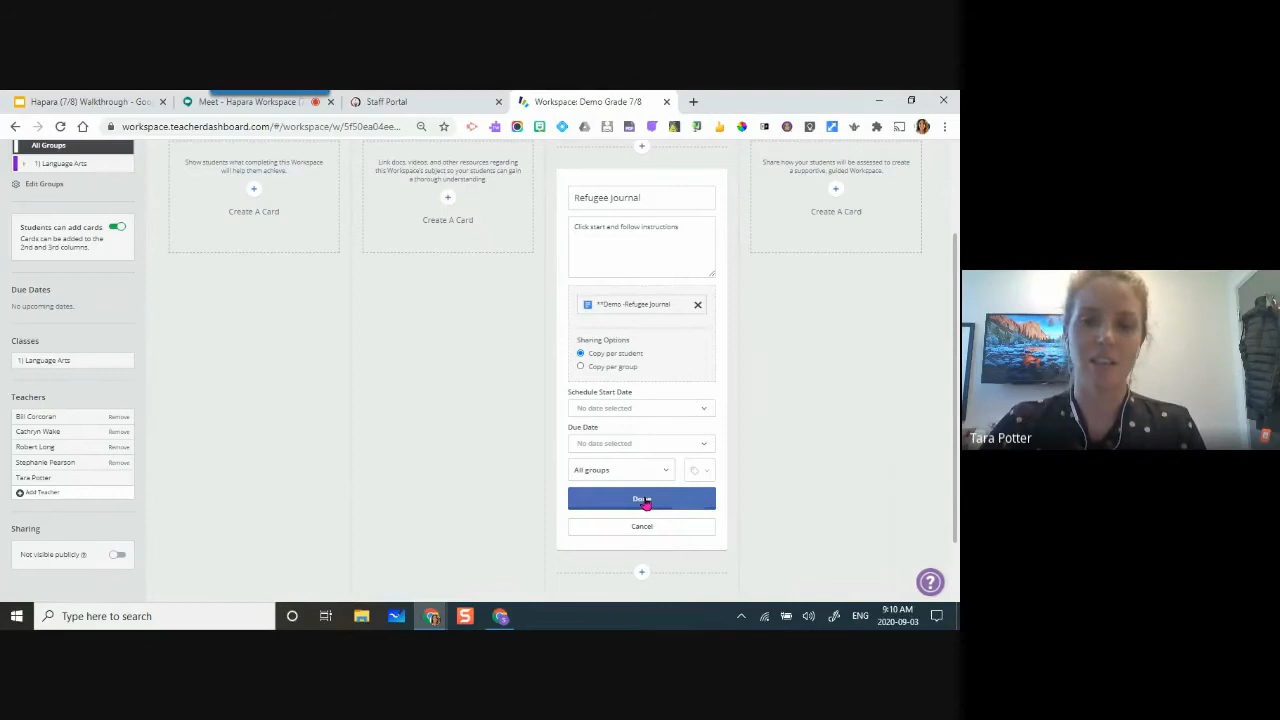 Hapara (7/8) Walkthrough - Goo
Meet - Hapara Workspace (7
Staff Portal
Workspace: Demo Grade 7/8
workspace.teacherdashboard.com/#/workspace/w/5f50ea04ee...
All Groups
1) Language Arts
Edit Groups
Students can add cards
Cards can be added to the
2nd and 3rd columns.
Due Dates
No upcoming dates.
Classes
1) Language Arts
Teachers
Bill Corcoran Remove
Cathryn Wake Remove
Robert Long Remove
Stephanie Pearson Remove
Tara Potter
Add Teacher
Sharing
Not visible publicly
Show students what completing this Workspace
will help them achieve.
Create A Card
Link docs, videos, and other resources regarding
this Workspace's subject so your students can gain
a thorough understanding.
Create A Card
Refugee Journal
Click start and follow instructions
**Demo -Refugee Journal
Sharing Options
Copy per student
Copy per group
Schedule Start Date
No date selected
Due Date
No date selected
All groups
Cancel
Share how your students will be assessed to create
a supportive, guided Workspace.
Create A Card
Tara Potter
Type here to search
ENG
9:10 AM
2020-09-03